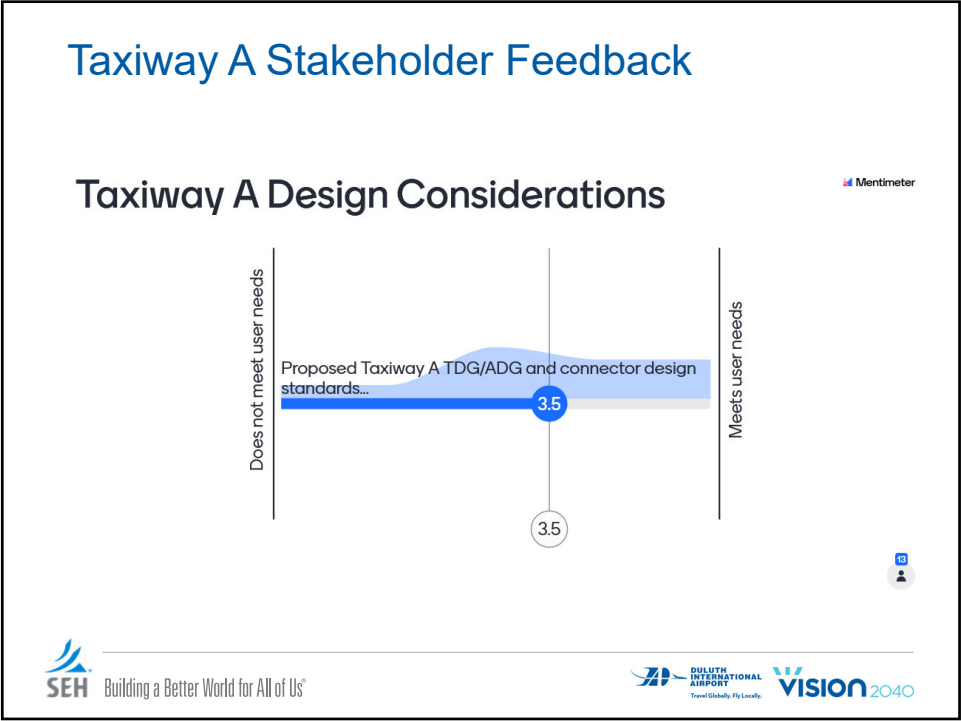 Taxiway A Stakeholder Feedback
Taxiway A Design Considerations
Mentimeter
Does not meet user needs
Proposed Taxiway A TDG/ADG and connector design
standards...
3.5
Meets user needs
3.5
13
SEH
Building a Better World for All of Us®
DULUTH
INTERNATIONAL
AIRPORT
Travel Globally. Fly Locally.
VISION 2040